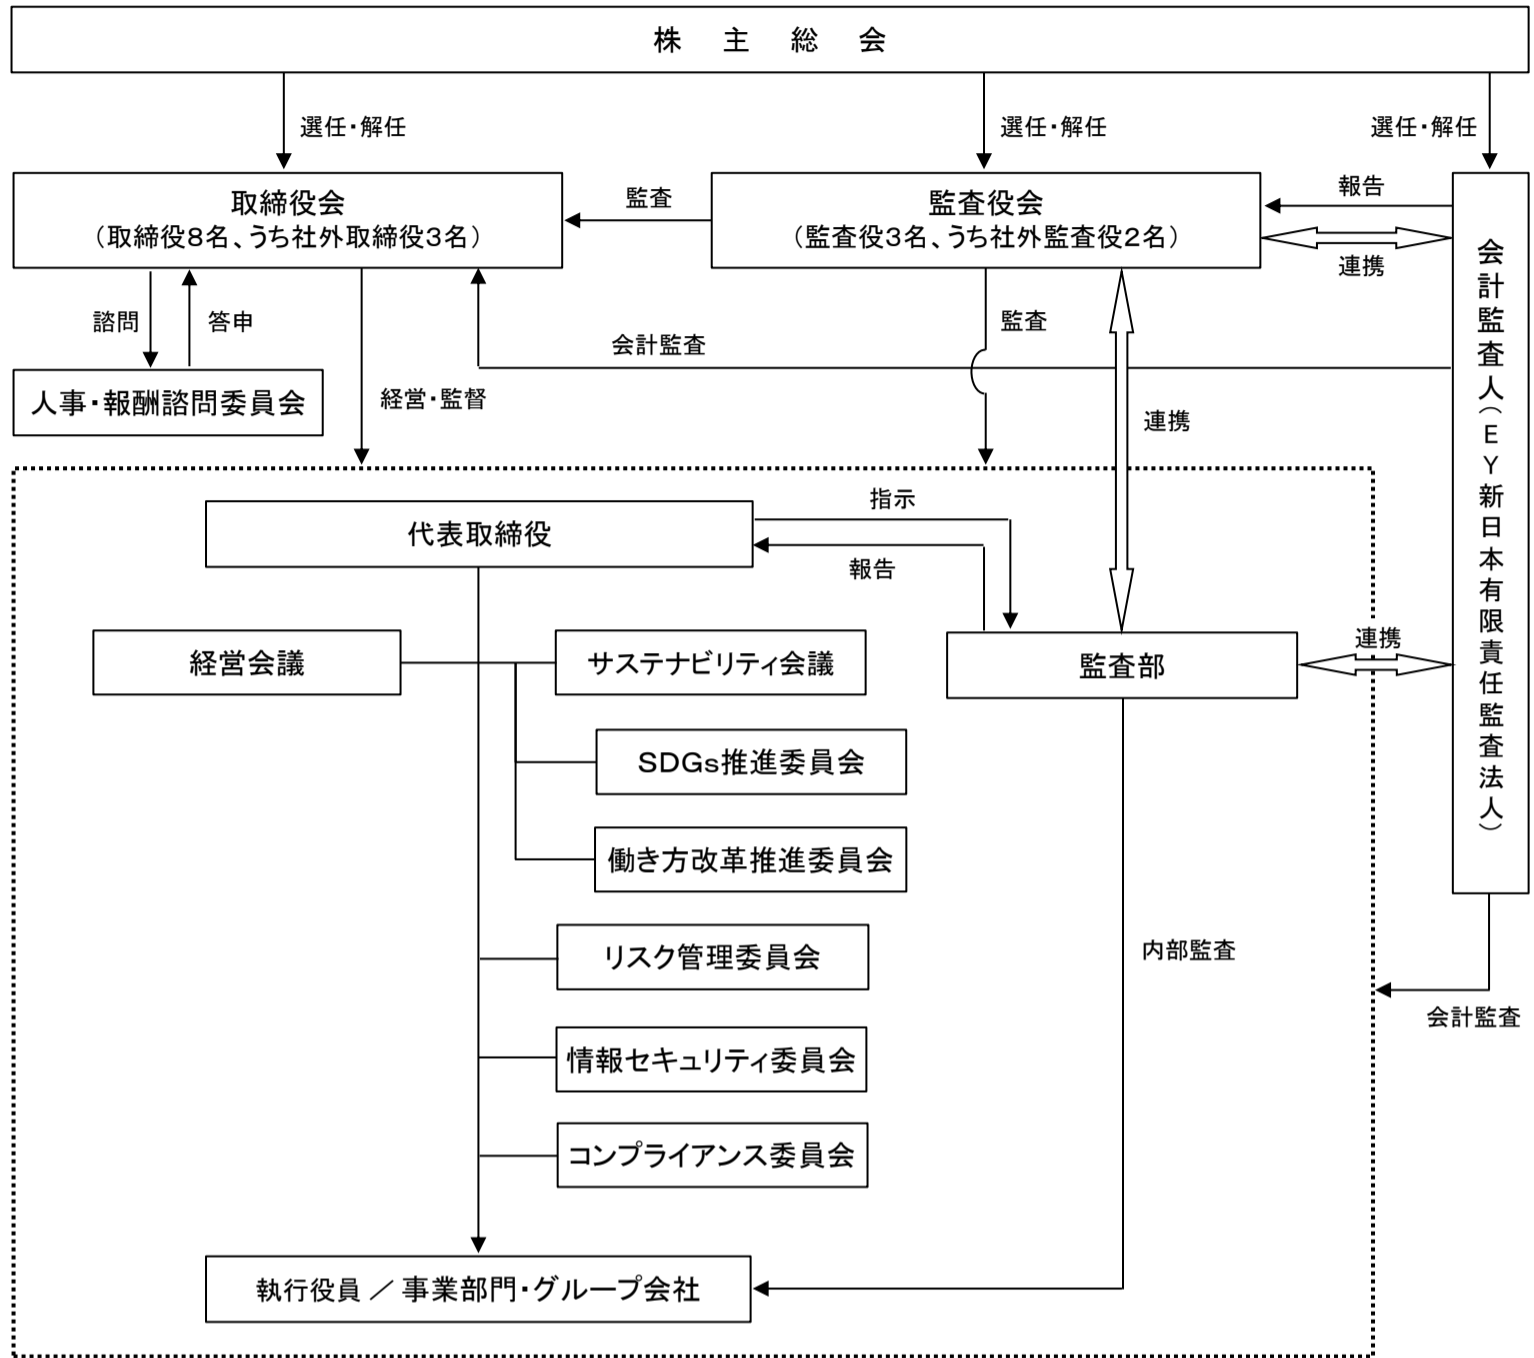 株主総会
選任・解任
選任・解任
選任・解任
取締役会
（取締役８名、うち社外取締役３名）
監査
監査役会
（監査役３名、うち社外監査役２名）
報告
連携
会計監査人（ＥＹ新日本有限責任監査法人）
諮問
答申
会計監査
監査
人事・報酬諮問委員会
経営・監督
連携
代表取締役
指示
報告
経営会議
サステナビリティ会議
監査部
連携
SDGs推進委員会
働き方改革推進委員会
リスク管理委員会
内部監査
会計監査
情報セキュリティ委員会
コンプライアンス委員会
執行役員 ／ 事業部門・グループ会社